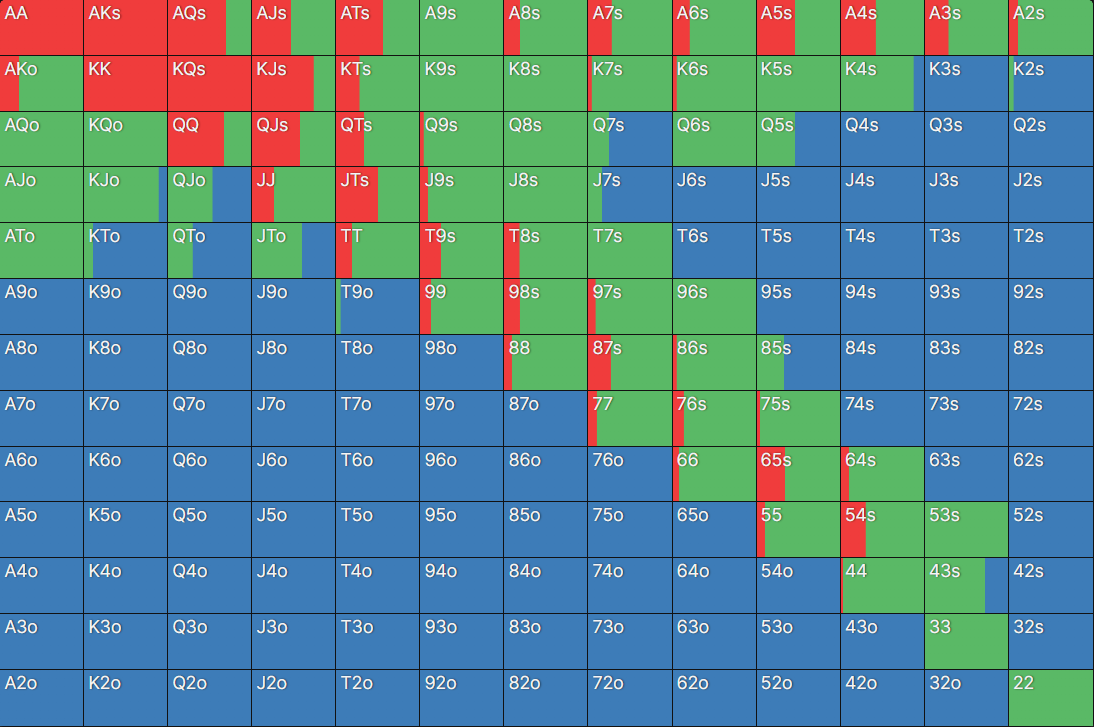 AA AKs AQs AJs ATs A9s A8s A7s A6s A5s A4s A3s A2s
AKo KK KQs KJs KTs K9s K8s K7s K6s K5s K4s K3s K2s
AQo KQo QQ QJs QTs Q9s Q8s Q7s Q6s Q5s Q4s Q3s Q2s
AJo KJo QJo JJ JTs J9s J8s J7s J6s J5s J4s J3s J2s
ATo KTo QTo JTo TT T9s T8s T7s T6s T5s T4s T3s T2s
A9o K9o Q9o J9o T9o 99 98s 97s 96s 95s 94s 93s 92s
A8o K8o Q8o J8o T8o 98o 88 87s 86s 85s 84s 83s 82s
A7o K7o Q7o J7o T7o 97o 87o 77 76s 75s 74s 73s 72s
A6o K6o Q6o J6o T6o 96o 86o 76o 66 65s 64s 63s 62s
A5o K5o Q5o J5o T5o 95o 85o 75o 65o 55 54s 53s 52s
A4o K4o Q4o J4o T4o 94o 84o 74o 64o 54o 44 43s 42s
A3o K3o Q3o J3o T3o 93o 83o 73o 63o 53o 43o 33 32s
A2o K2o Q2o J2o T2o 92o 82o 72o 62o 52o 42o 32o 22